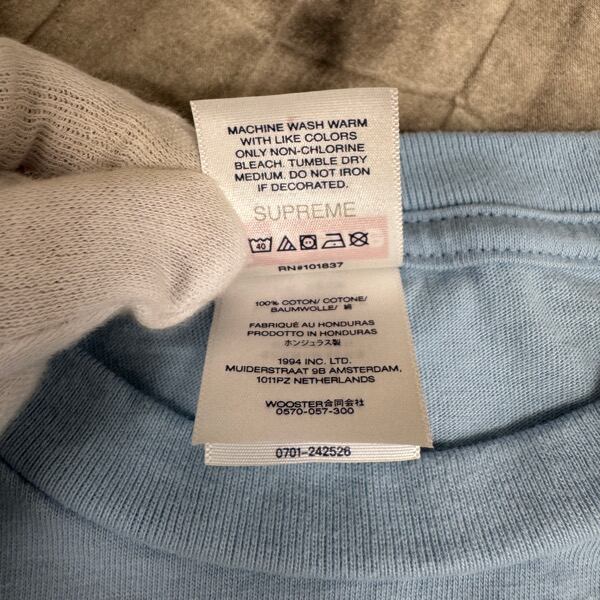 MACHINE WASH WARM
WITH LIKE COLORS
ONLY NON-CHLORINE
BLEACH. TUMBLE DRY
MEDIUM. DO NOT IRON
IF DECORATED.
SUPREME
40
RN#101837
100% COTON/ COTONE/
BAUMWOLLE/ 綿
FABRIQUÉ AU HONDURAS
PRODOTTO IN HONDURAS
ホンジュラス製
1994 INC. LTD.
MUIDERSTRAAT 9B AMSTERDAM,
1011PZ NETHERLANDS
WOOSTER合同会社
0570-057-300
0701-242526